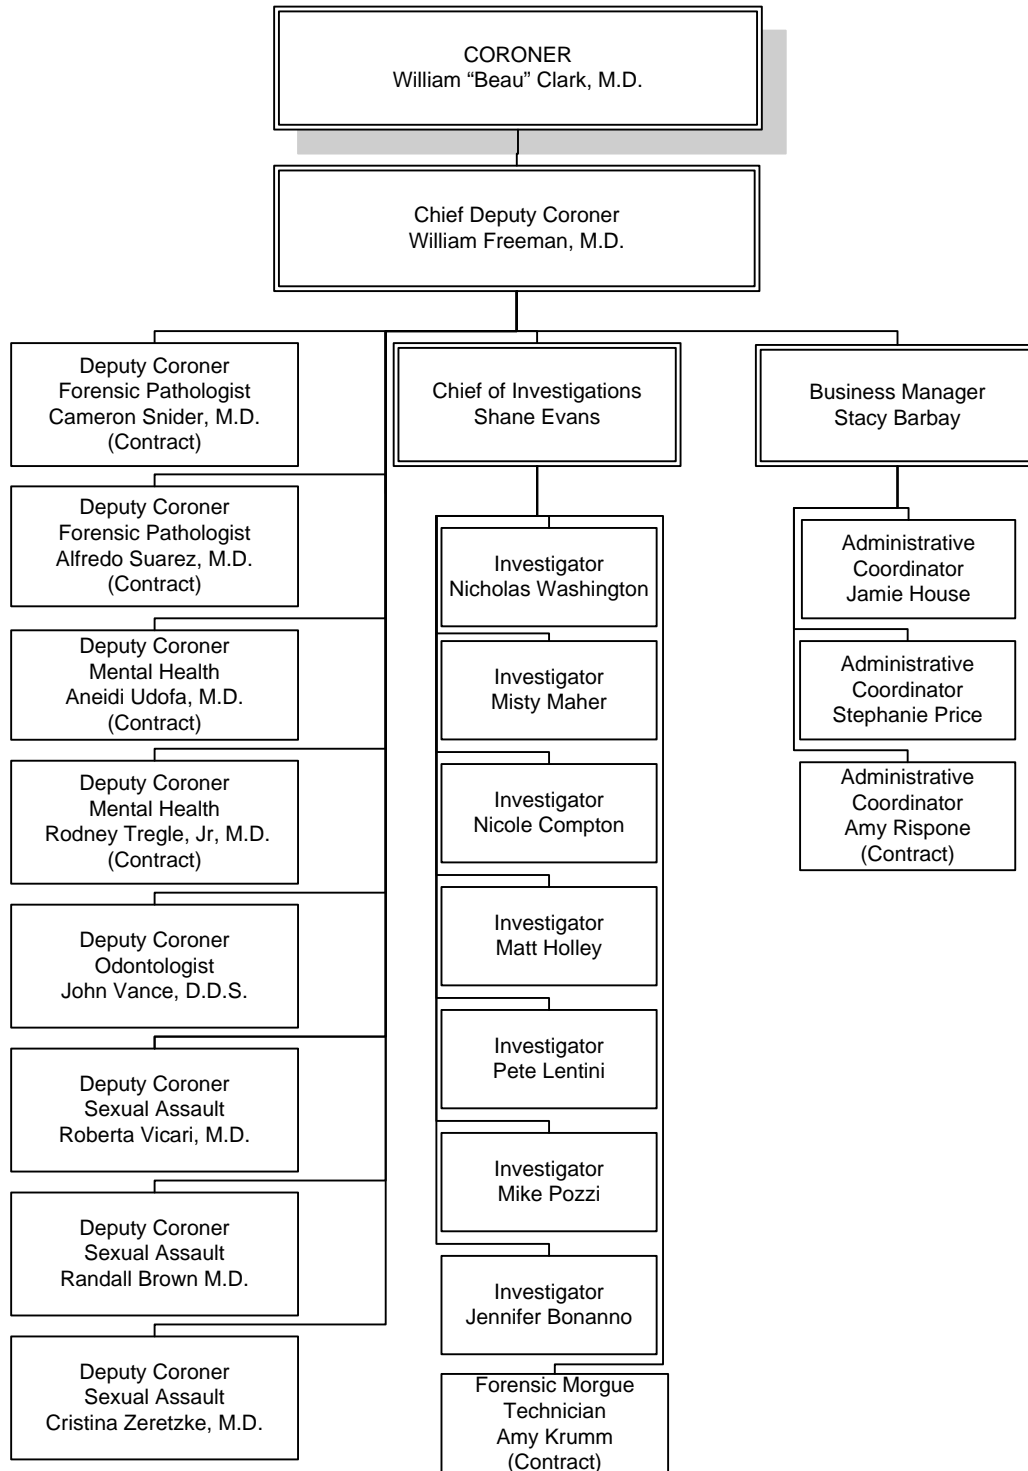 CORONER
William “Beau” Clark, M.D.
Chief Deputy Coroner
William Freeman, M.D.
Deputy Coroner
Forensic Pathologist
Cameron Snider, M.D.
(Contract)
Deputy Coroner
Forensic Pathologist
Alfredo Suarez, M.D.
(Contract)
Deputy Coroner
Mental Health
Aneidi Udofa, M.D.
(Contract)
Deputy Coroner
Mental Health
Rodney Tregle, Jr, M.D.
(Contract)
Deputy Coroner
Odontologist
John Vance, D.D.S.
Deputy Coroner
Sexual Assault
Roberta Vicari, M.D.
Deputy Coroner
Sexual Assault
Randall Brown M.D.
Deputy Coroner
Sexual Assault
Cristina Zeretzke, M.D.
Chief of Investigations
Shane Evans
Investigator
Nicholas Washington
Investigator
Misty Maher
Investigator
Nicole Compton
Investigator
Matt Holley
Investigator
Pete Lentini
Investigator
Mike Pozzi
Investigator
Jennifer Bonanno
Forensic Morgue
Technician
Amy Krumm
(Contract)
Business Manager
Stacy Barbay
Administrative
Coordinator
Jamie House
Administrative
Coordinator
Stephanie Price
Administrative
Coordinator
Amy Rispone
(Contract)